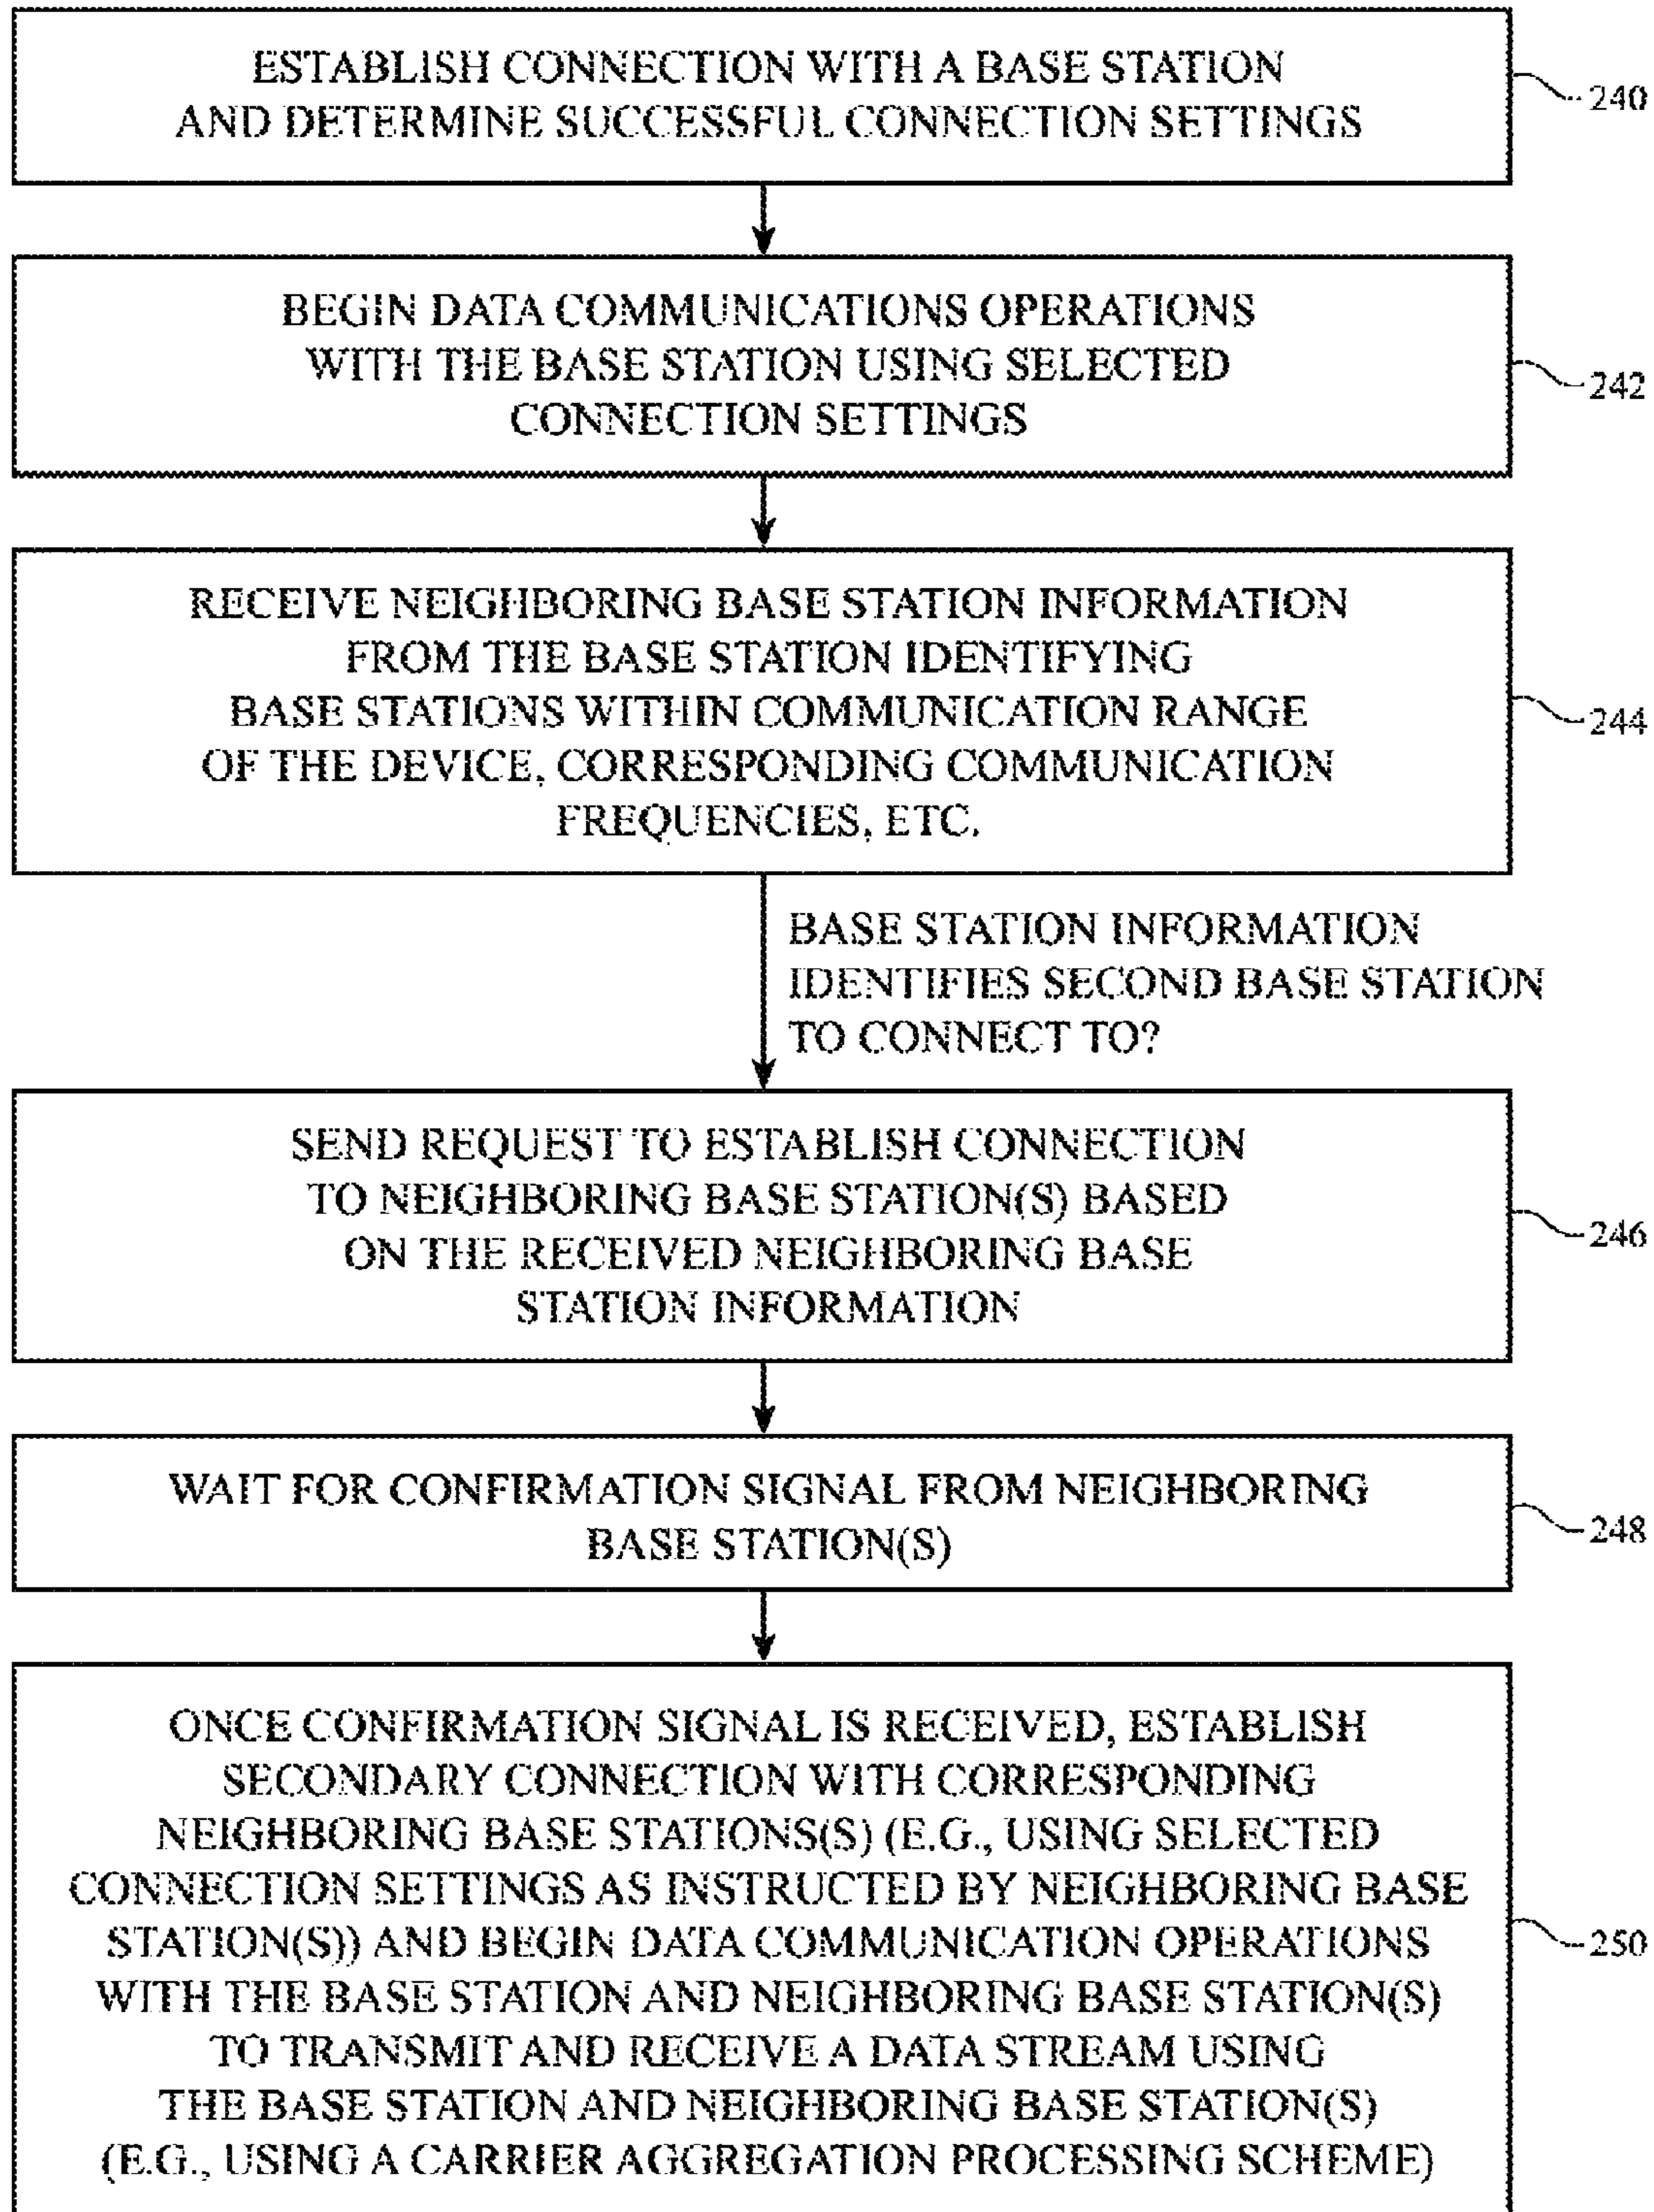 ESTABLISH CONNECTION WITH A BASE STATION
AND DETERMINE SUCCESSFUL CONNECTION SETTINGS
240
BEGIN DATA COMMUNICATIONS OPERATIONS
WITH THE BASE STATION USING SELECTED
CONNECTION SETTINGS
242
RECEIVE NEIGHBORING BASE STATION INFORMATION
FROM THE BASE STATION IDENTIFYING
BASE STATIONS WITHIN COMMUNICATION RANGE
OF THE DEVICE, CORRESPONDING COMMUNICATION
FREQUENCIES, ETC.
244
BASE STATION INFORMATION
IDENTIFIES SECOND BASE STATION
TO CONNECT TO?
SEND REQUEST TO ESTABLISH CONNECTION
TO NEIGHBORING BASE STATION(S) BASED
ON THE RECEIVED NEIGHBORING BASE
STATION INFORMATION
246
WAIT FOR CONFIRMATION SIGNAL FROM NEIGHBORING
BASE STATION(S)
248
ONCE CONFIRMATION SIGNAL IS RECEIVED, ESTABLISH
SECONDARY CONNECTION WITH CORRESPONDING
NEIGHBORING BASE STATIONS(S) (E.G., USING SELECTED
CONNECTION SETTINGS AS INSTRUCTED BY NEIGHBORING BASE
STATION(S)) AND BEGIN DATA COMMUNICATION OPERATIONS
WITH THE BASE STATION AND NEIGHBORING BASE STATION(S)
TO TRANSMIT AND RECEIVE A DATA STREAM USING
THE BASE STATION AND NEIGHBORING BASE STATION(S)
(E.G., USING A CARRIER AGGREGATION PROCESSING SCHEME)
250